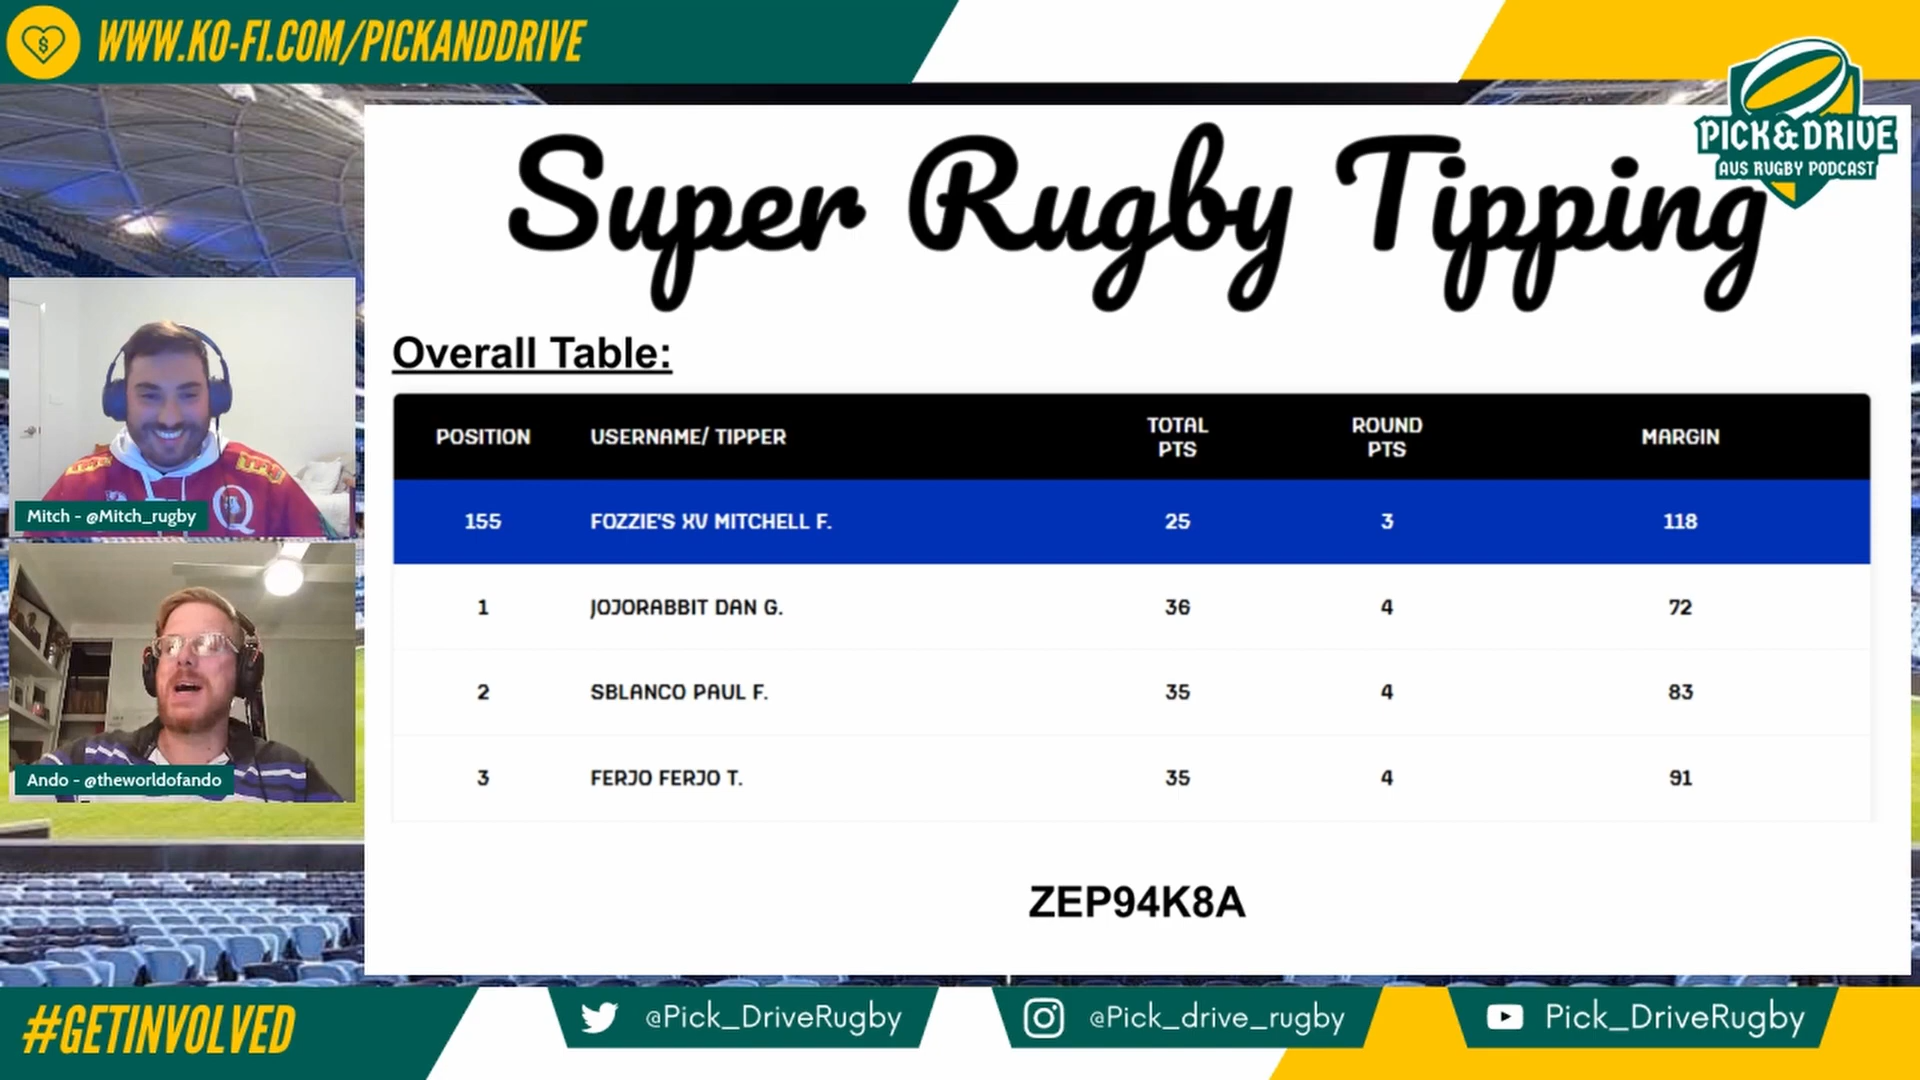 WWW.KO-FI.COM/PICKANDDRIVE
PICK & DRIVE
AUS RUGBY PODCAST
Super Rugby Tipping
Overall Table:
POSITION USERNAME/ TIPPER TOTAL PTS ROUND PTS MARGIN
155 FOZZIE'S XV MITCHELL F. 25 3 118
1 JOJORABBIT DAN G. 36 4 72
2 SBLANCO PAUL F. 35 4 83
3 FERJO FERJO T. 35 4 91
ZEP94K8A
Q
Mitch - @Mitch_rugby
Ando - @theworldofando
#GETINVOLVED
@Pick_DriveRugby
@Pick_drive_rugby
Pick_DriveRugby